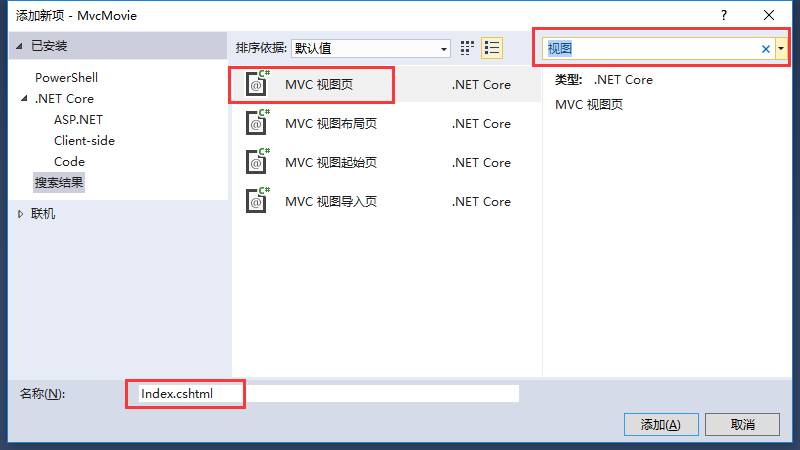 添加新项 - MvcMovie
?
已安装
排序依据: 默认值
视图
PowerShell
.NET Core
ASP.NET
Client-side
Code
搜索结果
联机
C# @ MVC 视图页 .NET Core
C# @ MVC 视图布局页 .NET Core
C# @ MVC 视图起始页 .NET Core
C# @ MVC 视图导入页 .NET Core
类型: .NET Core
MVC 视图页
名称(N): Index.cshtml
添加(A) 取消